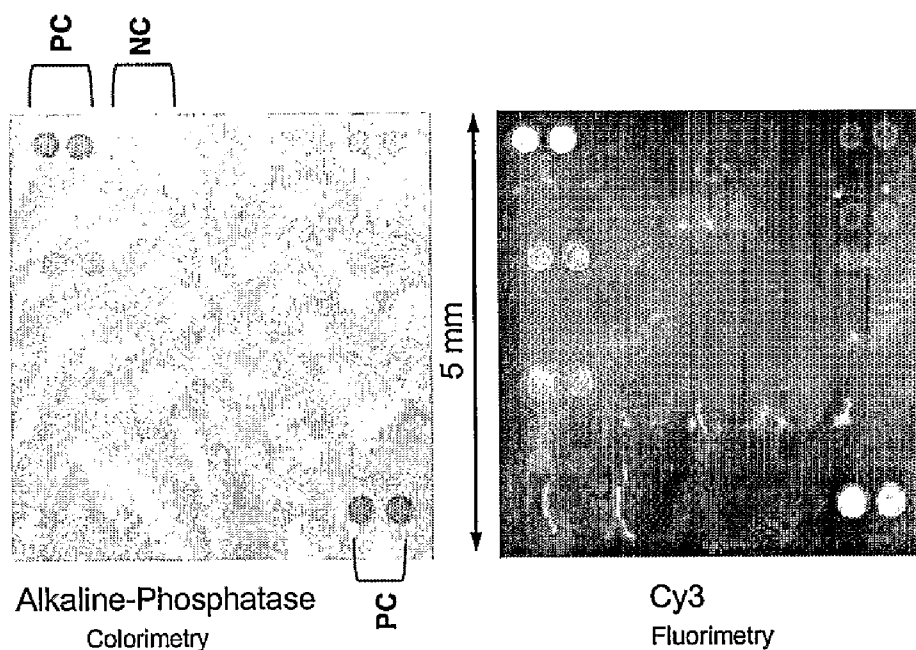 PC
NC
5 mm
Alkaline-Phosphatase
Colorimetry
PC
Cy3
Fluorimetry